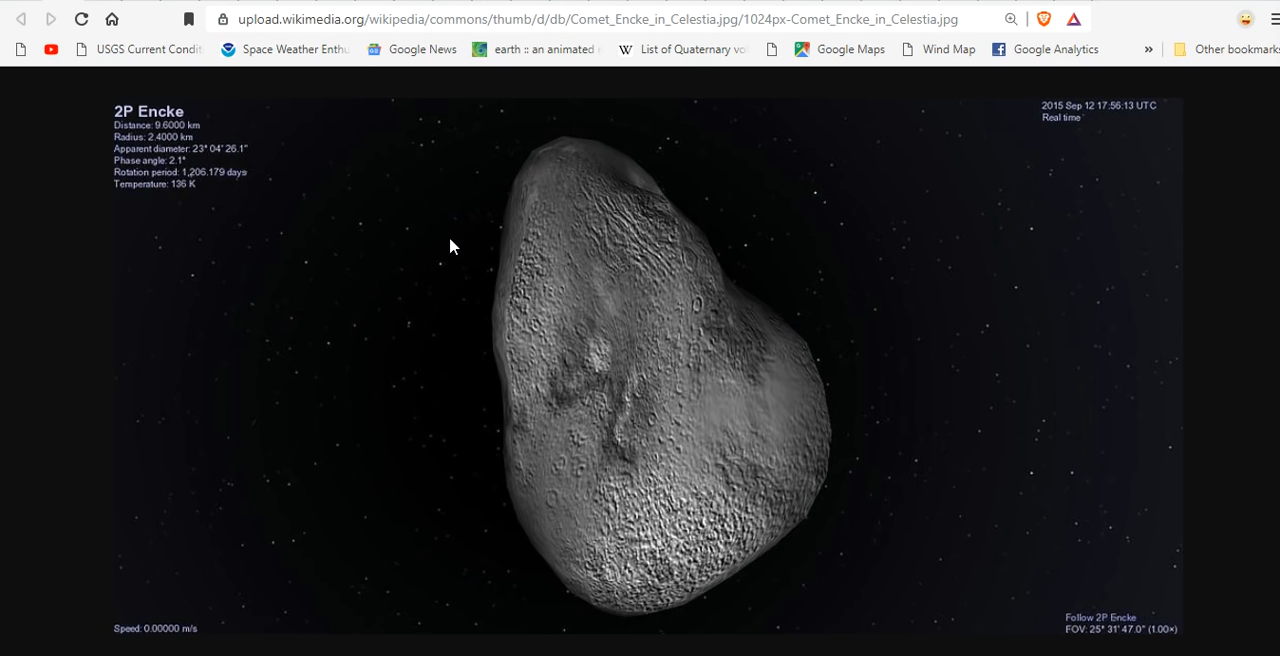 upload.wikimedia.org/wikipedia/commons/thumb/d/db/Comet_Encke_in_Celestia.jpg/1024px-Comet_Encke_in_Celestia.jpg
USGS Current Condit
Space Weather Enthu
Google News
earth :: an animated
List of Quaternary vo
Google Maps
Wind Map
Google Analytics
»
Other bookmarks
2P Encke
Distance: 9.6000 km
Radius: 2.4000 km
Apparent diameter: 23° 04' 26.1"
Phase angle: 2.1°
Rotation period: 1,206.179 days
Temperature: 136 K
2015 Sep 12 17:56:13 UTC
Real time
Speed: 0.00000 m/s
Follow 2P Encke
FOV: 25° 31' 47.0" (1.00×)